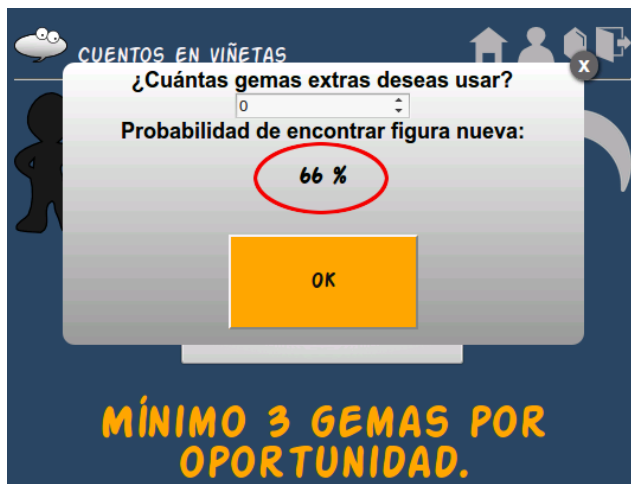 CUENTOS EN VIÑETAS
X
¿Cuántas gemas extras deseas usar?
0
Probabilidad de encontrar figura nueva:
66 %
OK
MÍNIMO 3 GEMAS POR
OPORTUNIDAD.